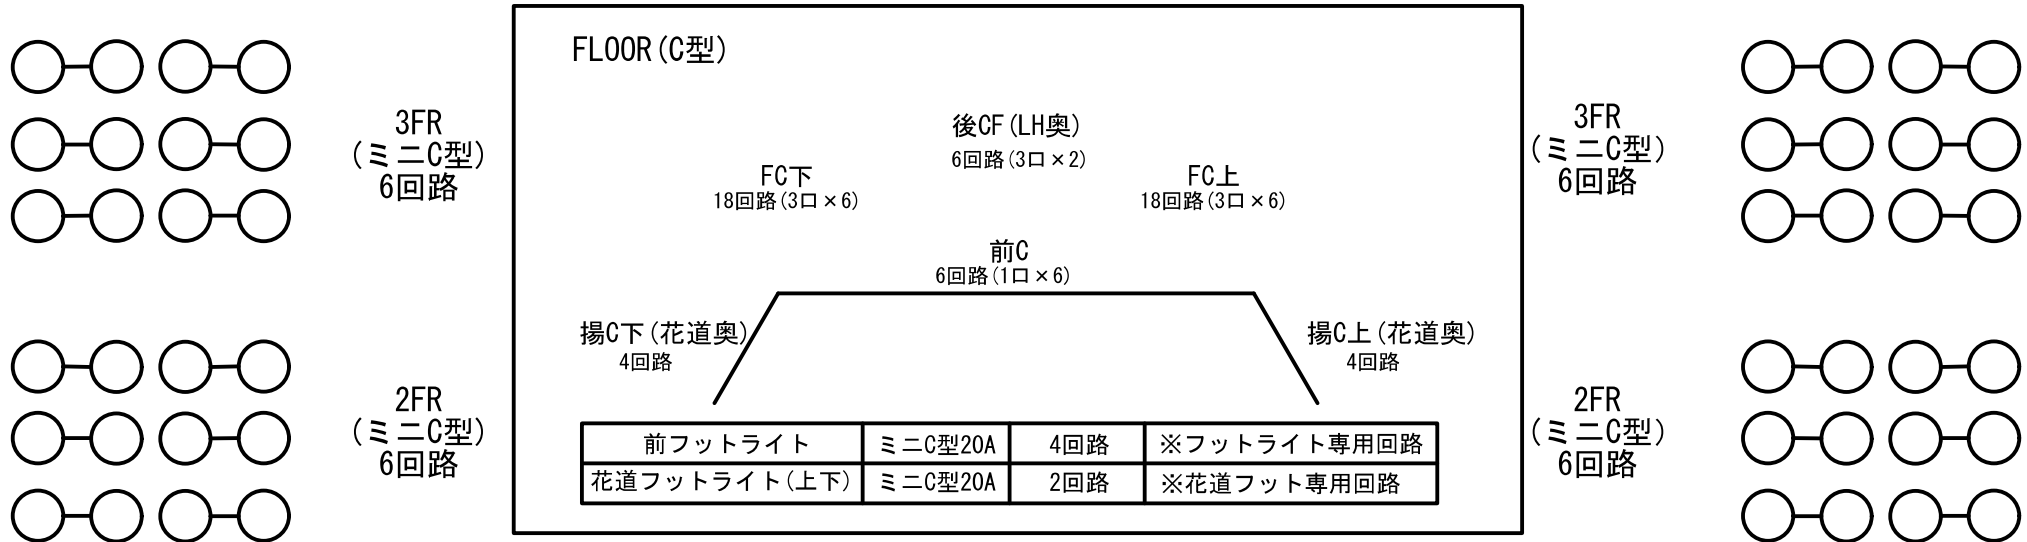 FLOOR(C型)
3FR
(ミニC型)
6回路
後CF(LH奥)
6回路(3口×2)
FC下
18回路(3口×6)
FC上
18回路(3口×6)
3FR
(ミニC型)
6回路
前C
6回路(1口×6)
揚C下(花道奥)
4回路
揚C上(花道奥)
4回路
2FR
(ミニC型)
6回路
2FR
(ミニC型)
6回路
前フットライト ミニC型20A 4回路 ※フットライト専用回路
花道フットライト(上下) ミニC型20A 2回路 ※花道フット専用回路